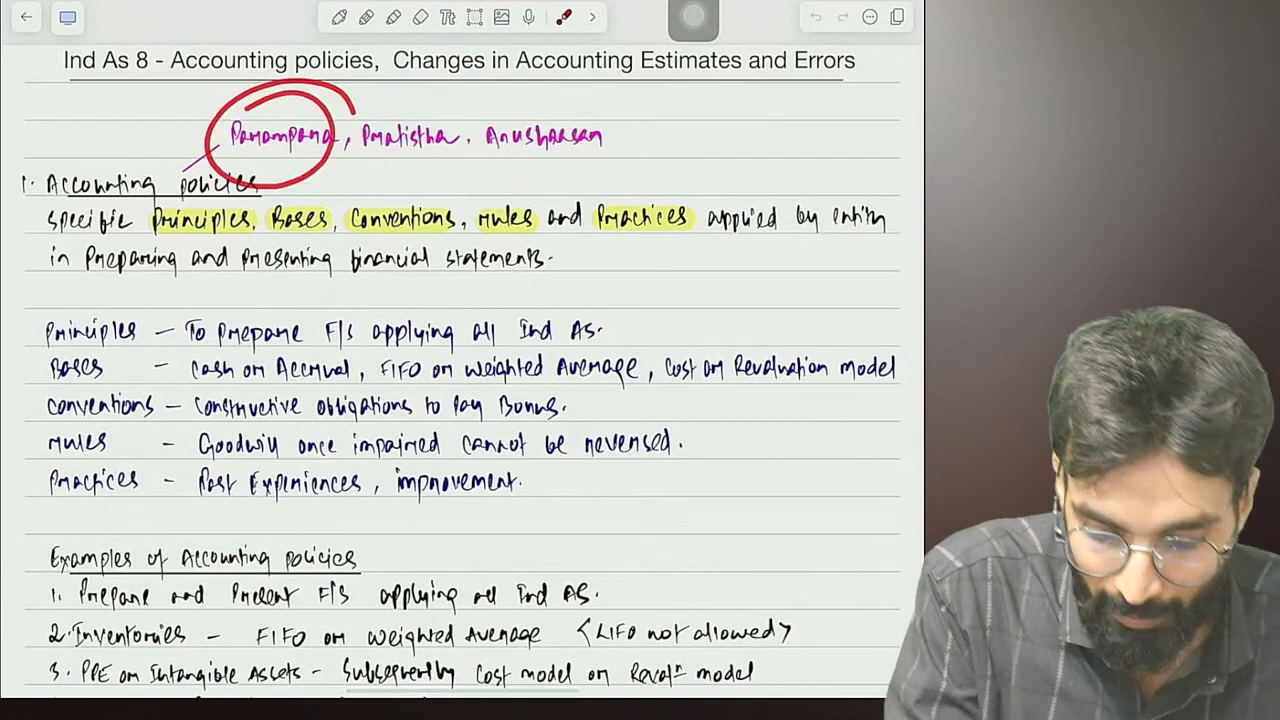 Ind As 8 - Accounting policies, Changes in Accounting Estimates and Errors
Parampara, Pratistha, Anushaasan
1. Accounting policies
Specific Principles, Bases, Conventions, rules and Practices applied by entity
in Preparing and presenting financial statements.
Principles - To prepare F/s applying all Ind AS.
Bases - Cash or Accrual, FIFO or weighted Average, Cost or Revaluation model
Conventions - Constructive obligations to pay Bonus.
rules - Goodwill once impaired cannot be reversed.
Practices - Past Experiences, improvement.
Examples of Accounting policies
1. Prepare and Present F/S applying all Ind AS.
2. Inventories - FIFO or weighted Average <LIFO not allowed>
3. PPE or Intangible Assets - Subsequently Cost model or Revalⁿ model